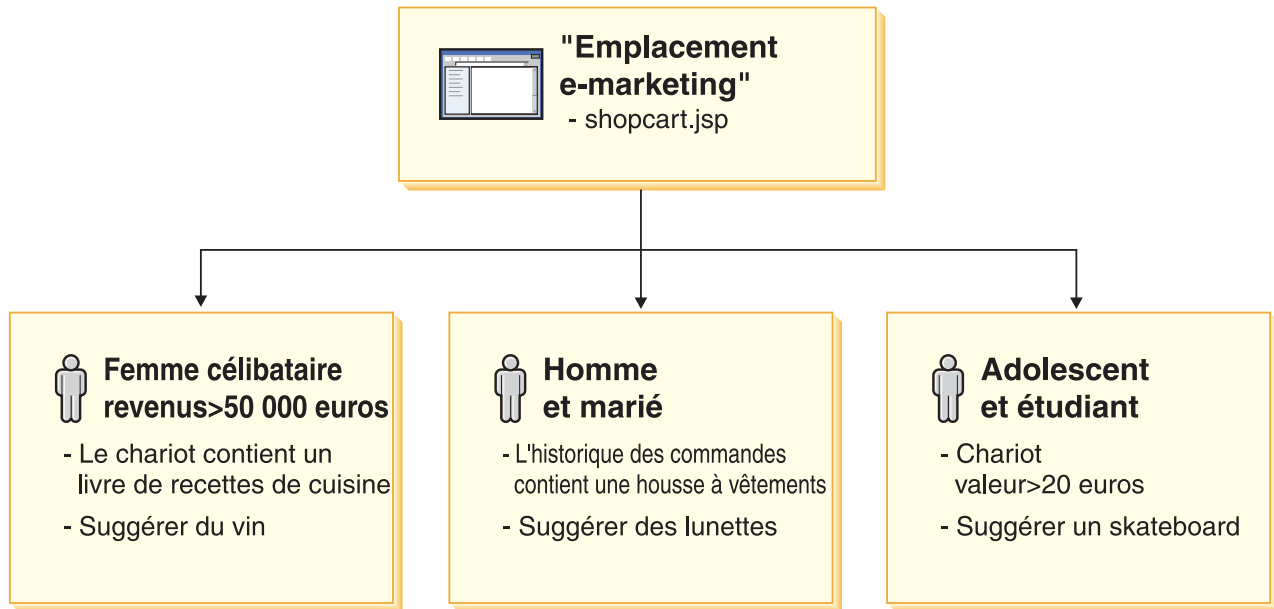 "Emplacement
e-marketing"
- shopcart.jsp
Femme célibataire
revenus>50 000 euros
- Le chariot contient un
livre de recettes de cuisine
- Suggérer du vin
Homme
et marié
- L'historique des commandes
contient une housse à vêtements
- Suggérer des lunettes
Adolescent
et étudiant
- Chariot
valeur>20 euros
- Suggérer un skateboard